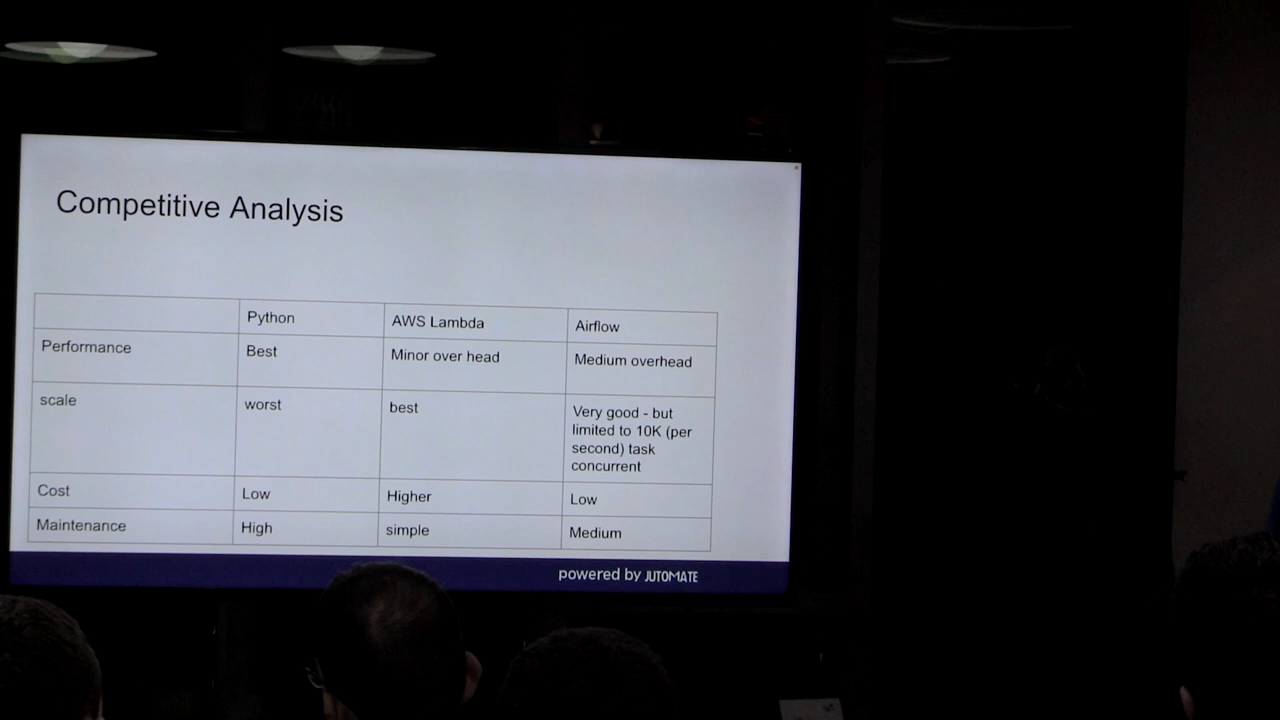 Competitive Analysis
Python AWS Lambda Airflow
Performance Best Minor over head Medium overhead
scale worst best Very good - but
limited to 10K (per
second) task
concurrent
Cost Low Higher Low
Maintenance High simple Medium
powered by JUTOMATE